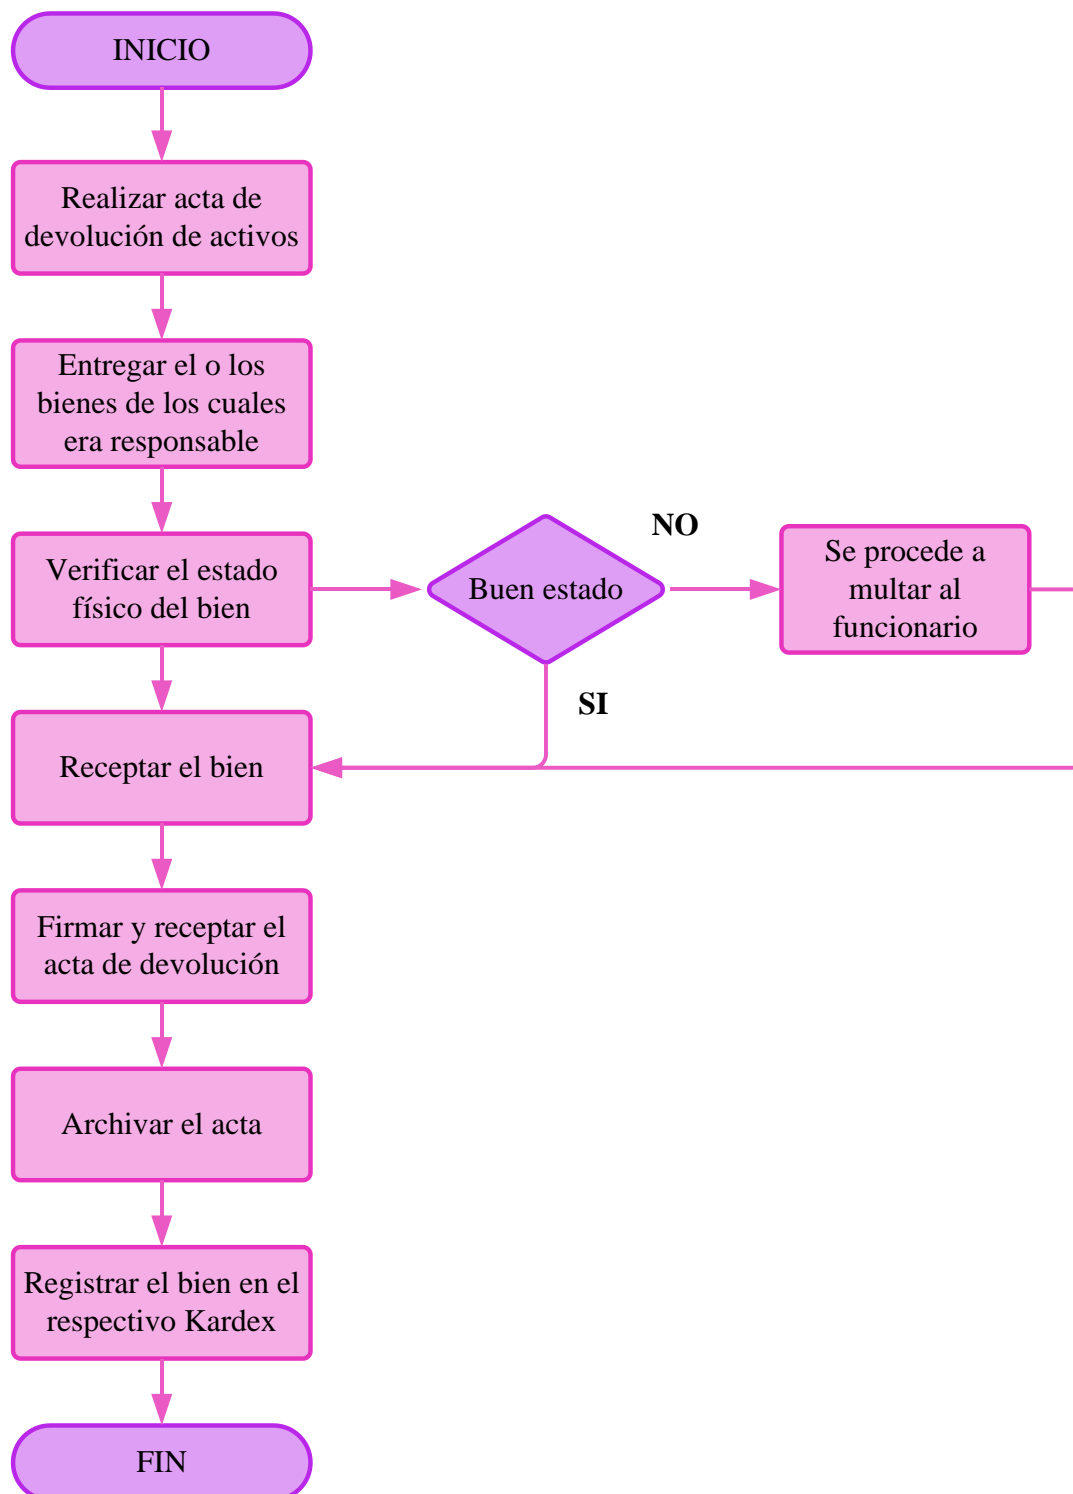 INICIO
Realizar acta de
devolución de activos
Entregar el o los
bienes de los cuales
era responsable
Verificar el estado
físico del bien
Buen estado
NO
Se procede a
multar al
funcionario
SI
Receptar el bien
Firmar y receptar el
acta de devolución
Archivar el acta
Registrar el bien en el
respectivo Kardex
FIN